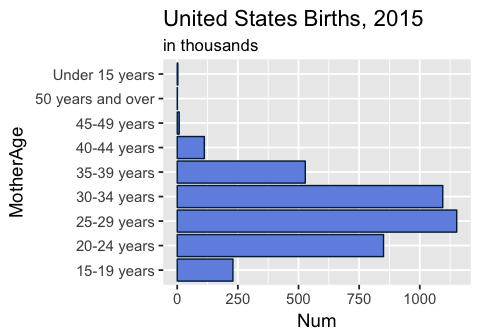 United States Births, 2015
in thousands
MotherAge
Under 15 years
50 years and over
45-49 years
40-44 years
35-39 years
30-34 years
25-29 years
20-24 years
15-19 years
0 250 500 750 1000
Num